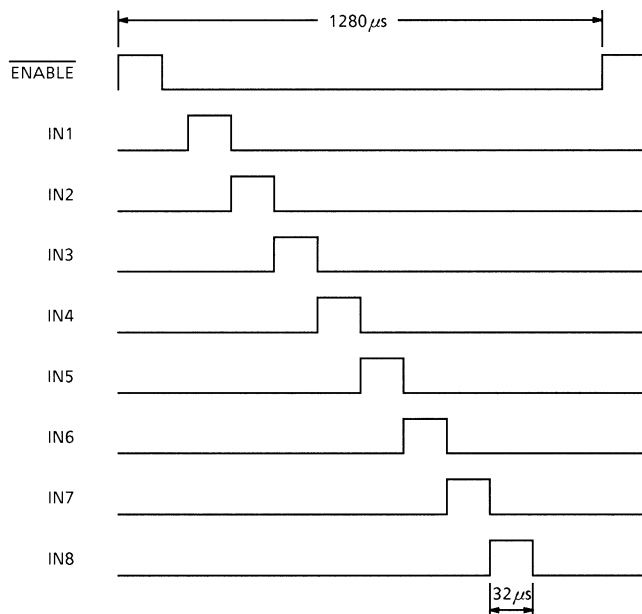 1280μs
ENABLE
IN1
IN2
IN3
IN4
IN5
IN6
IN7
IN8
32μs